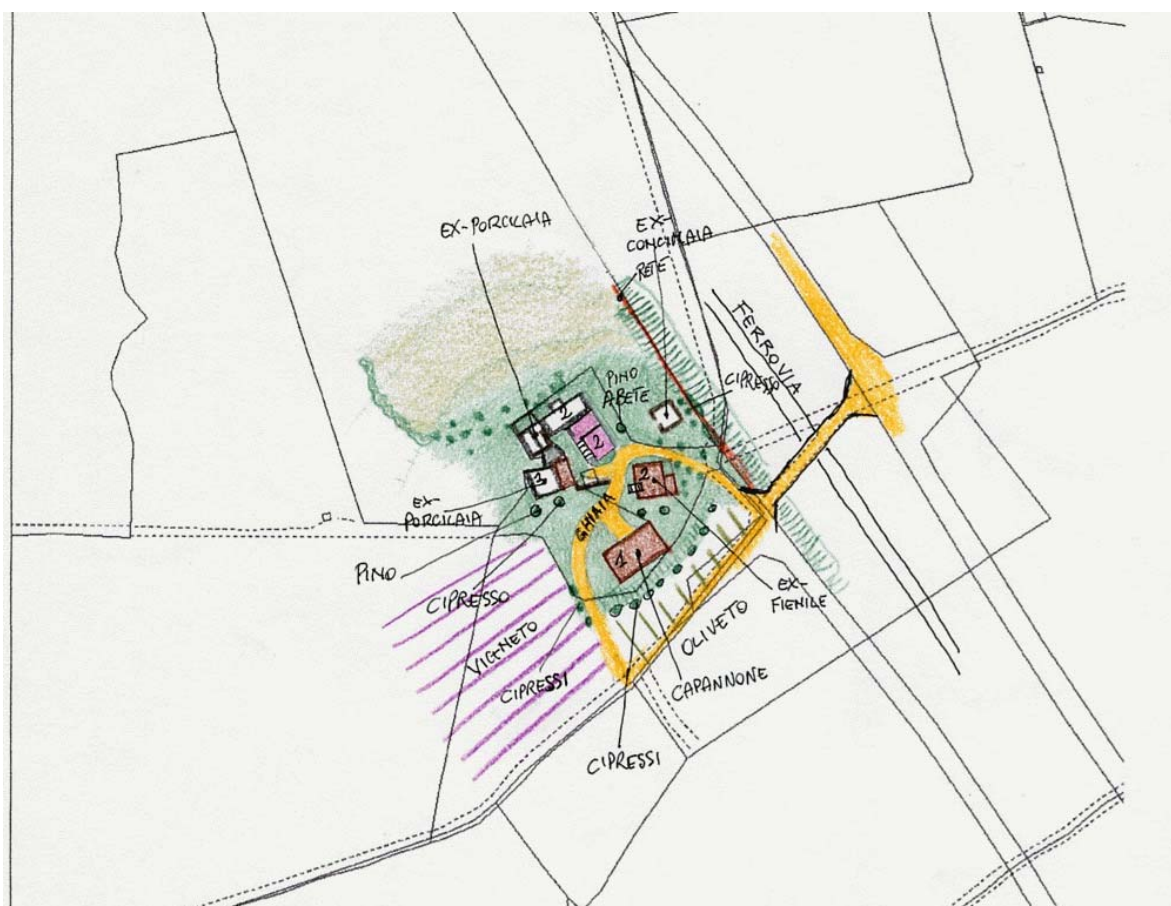 EX-PORCILAIA
EX-
CONCIMAIA
RETE
FERROVIA
PINO
ABETE
CIPRESSO
2
2
2
1
EX-
PORCILAIA
GHIAIA
1
PINO
CIPRESSO
VIGNETO
CIPRESSI
OLIVETO
EX-
FIENILE
CAPANNONE
CIPRESSI